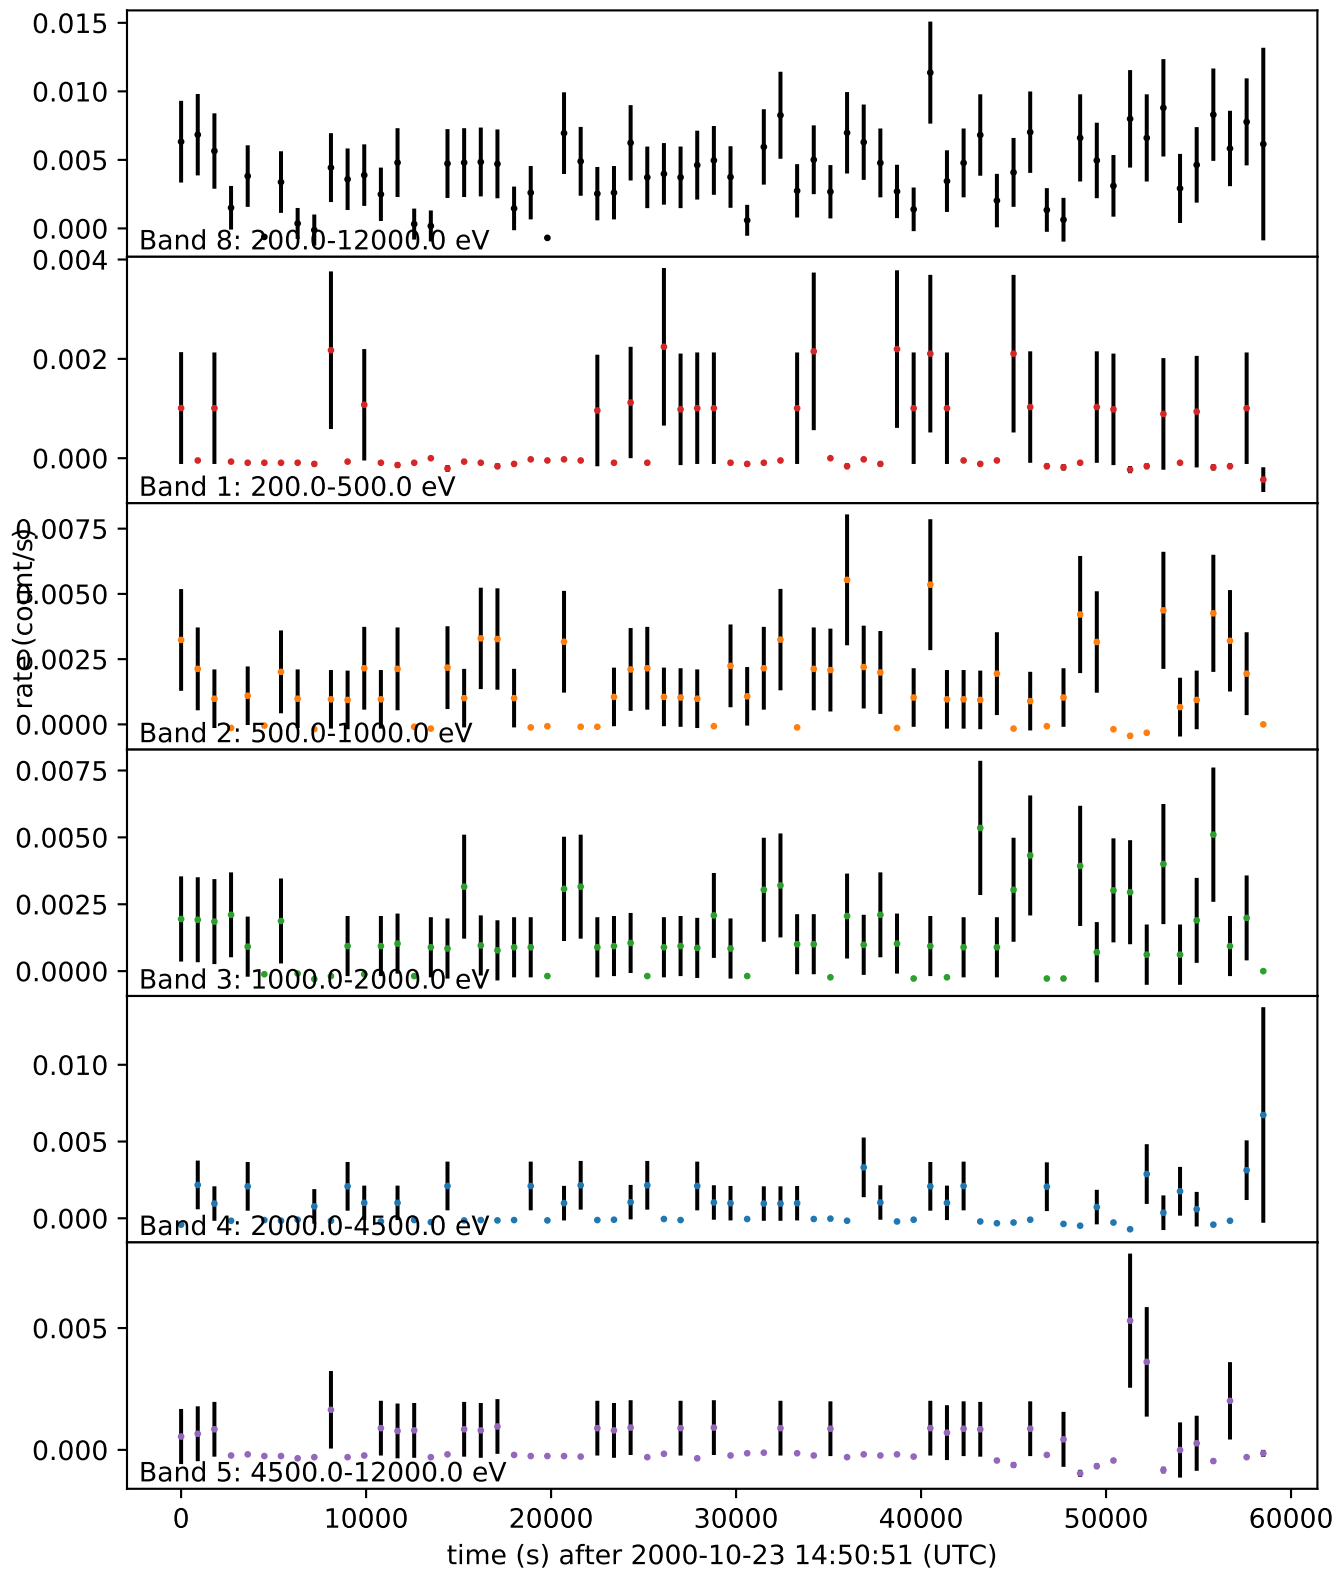 0.015
0.010
0.005
0.000
Band 8: 200.0-12000.0 eV
0.004
0.002
0.000
Band 1: 200.0-500.0 eV
rate (count/s)
0.0075
0.0050
0.0025
0.0000
Band 2: 500.0-1000.0 eV
0.0075
0.0050
0.0025
0.0000
Band 3: 1000.0-2000.0 eV
0.010
0.005
0.000
Band 4: 2000.0-4500.0 eV
0.005
0.000
Band 5: 4500.0-12000.0 eV
0 10000 20000 30000 40000 50000 60000
time (s) after 2000-10-23 14:50:51 (UTC)